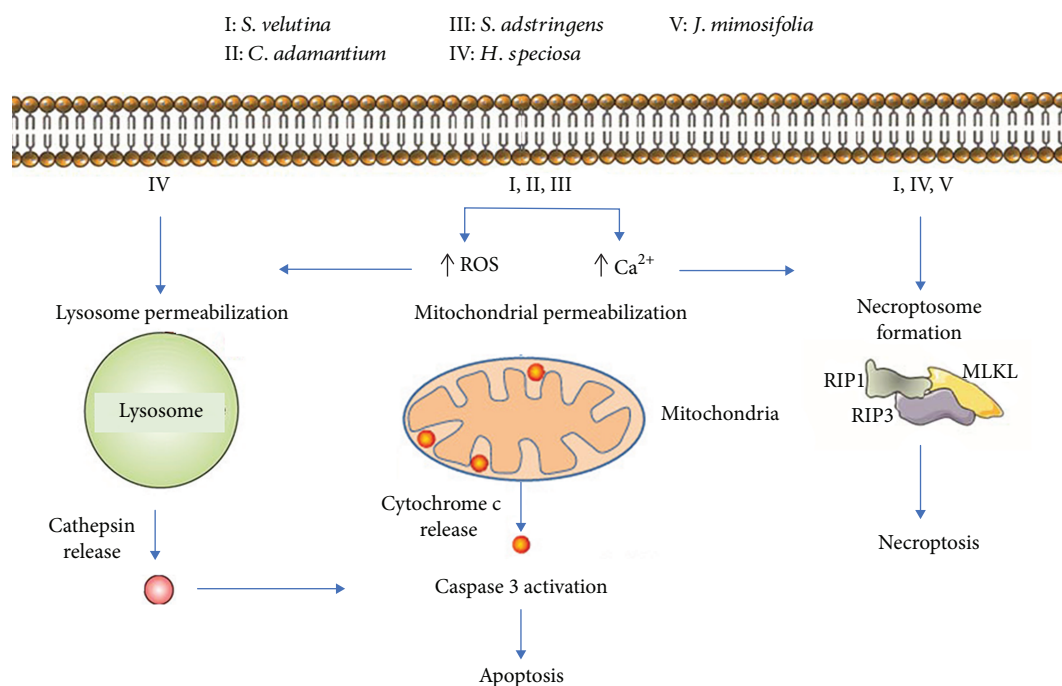 I: S. velutina
III: S. adstringens
V: J. mimosifolia
II: C. adamantium
IV: H. speciosa
IV
I, II, III
I, IV, V
↑ ROS
↑ Ca²⁺
Lysosome permeabilization
Mitochondrial permeabilization
Necroptosome
formation
Lysosome
Mitochondria
RIP1
MLKL
RIP3
Cathepsin
release
Cytochrome c
release
Necroptosis
Caspase 3 activation
Apoptosis